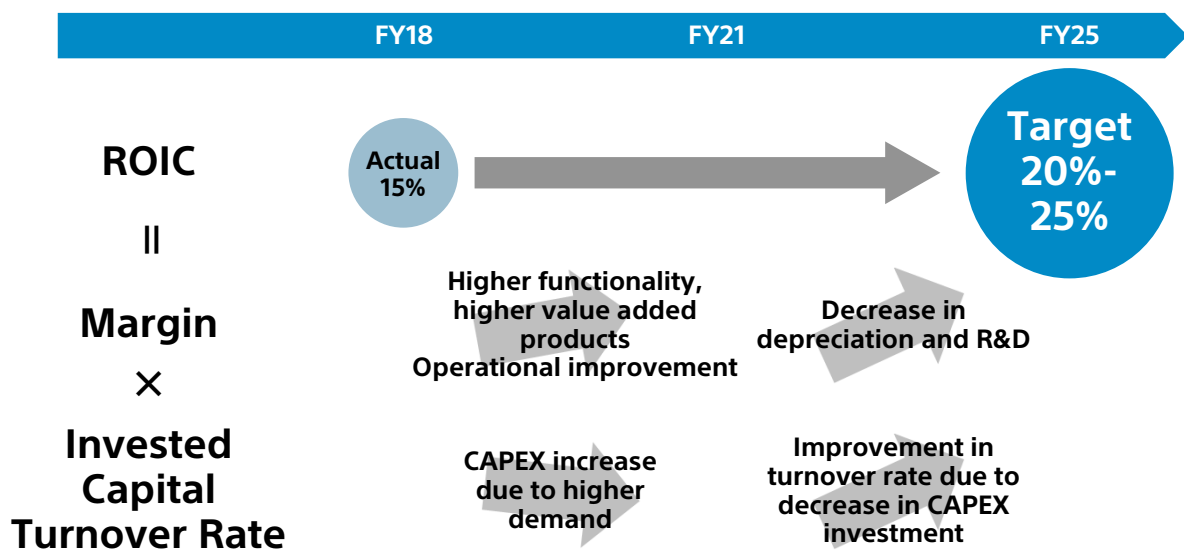 FY18 FY21 FY25
ROIC
Actual
15%
Target
20%-
25%
=
Margin
Higher functionality,
higher value added
products
Operational improvement
Decrease in
depreciation and R&D
×
Invested
Capital
Turnover Rate
CAPEX increase
due to higher
demand
Improvement in
turnover rate due to
decrease in CAPEX
investment